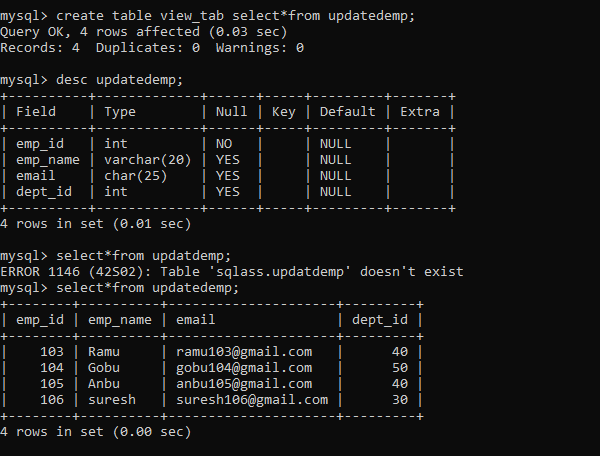 mysql> create table view_tab select*from updatedemp;
Query OK, 4 rows affected (0.03 sec)
Records: 4  Duplicates: 0  Warnings: 0

mysql> desc updatedemp;
+----------+-------------+------+-----+---------+-------+
| Field    | Type        | Null | Key | Default | Extra |
+----------+-------------+------+-----+---------+-------+
| emp_id   | int         | NO   |     | NULL    |       |
| emp_name | varchar(20) | YES  |     | NULL    |       |
| email    | char(25)    | YES  |     | NULL    |       |
| dept_id  | int         | YES  |     | NULL    |       |
+----------+-------------+------+-----+---------+-------+
4 rows in set (0.01 sec)

mysql> select*from updatdemp;
ERROR 1146 (42S02): Table 'sqlass.updatdemp' doesn't exist
mysql> select*from updatedemp;
+--------+----------+---------------------+---------+
| emp_id | emp_name | email               | dept_id |
+--------+----------+---------------------+---------+
|    103 | Ramu     | ramu103@gmail.com   |      40 |
|    104 | Gobu     | gobu104@gmail.com   |      50 |
|    105 | Anbu     | anbu105@gmail.com   |      40 |
|    106 | suresh   | suresh106@gmail.com |      30 |
+--------+----------+---------------------+---------+
4 rows in set (0.00 sec)